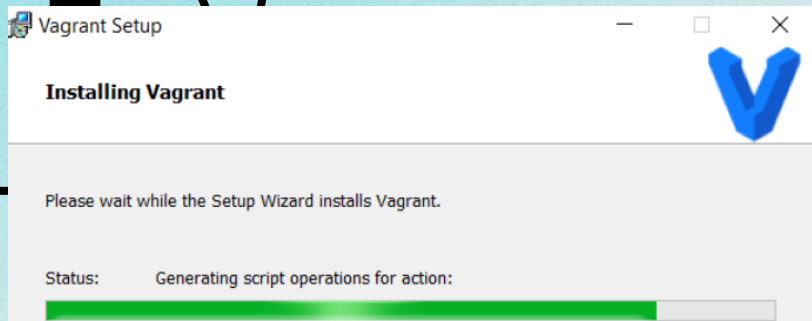 Vagrant Setup
Installing Vagrant
Please wait while the Setup Wizard installs Vagrant.
Status: Generating script operations for action: